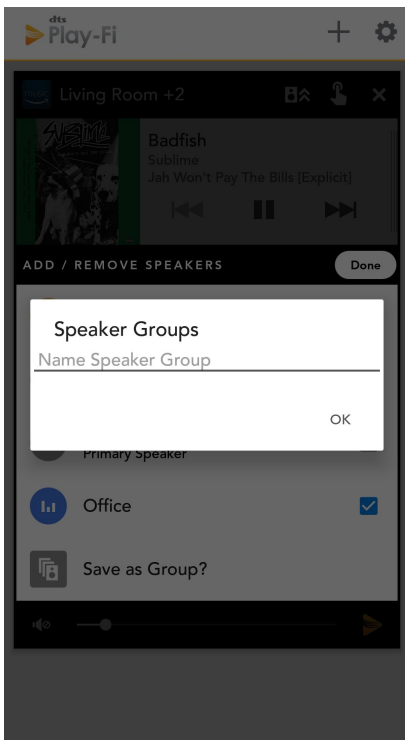 dts
Play-Fi
music Living Room +2
Badfish
Sublime
Jah Won't Pay The Bills [Explicit]
ADD / REMOVE SPEAKERS Done
Speaker Groups
Name Speaker Group
OK
Primary Speaker
Office
Save as Group?